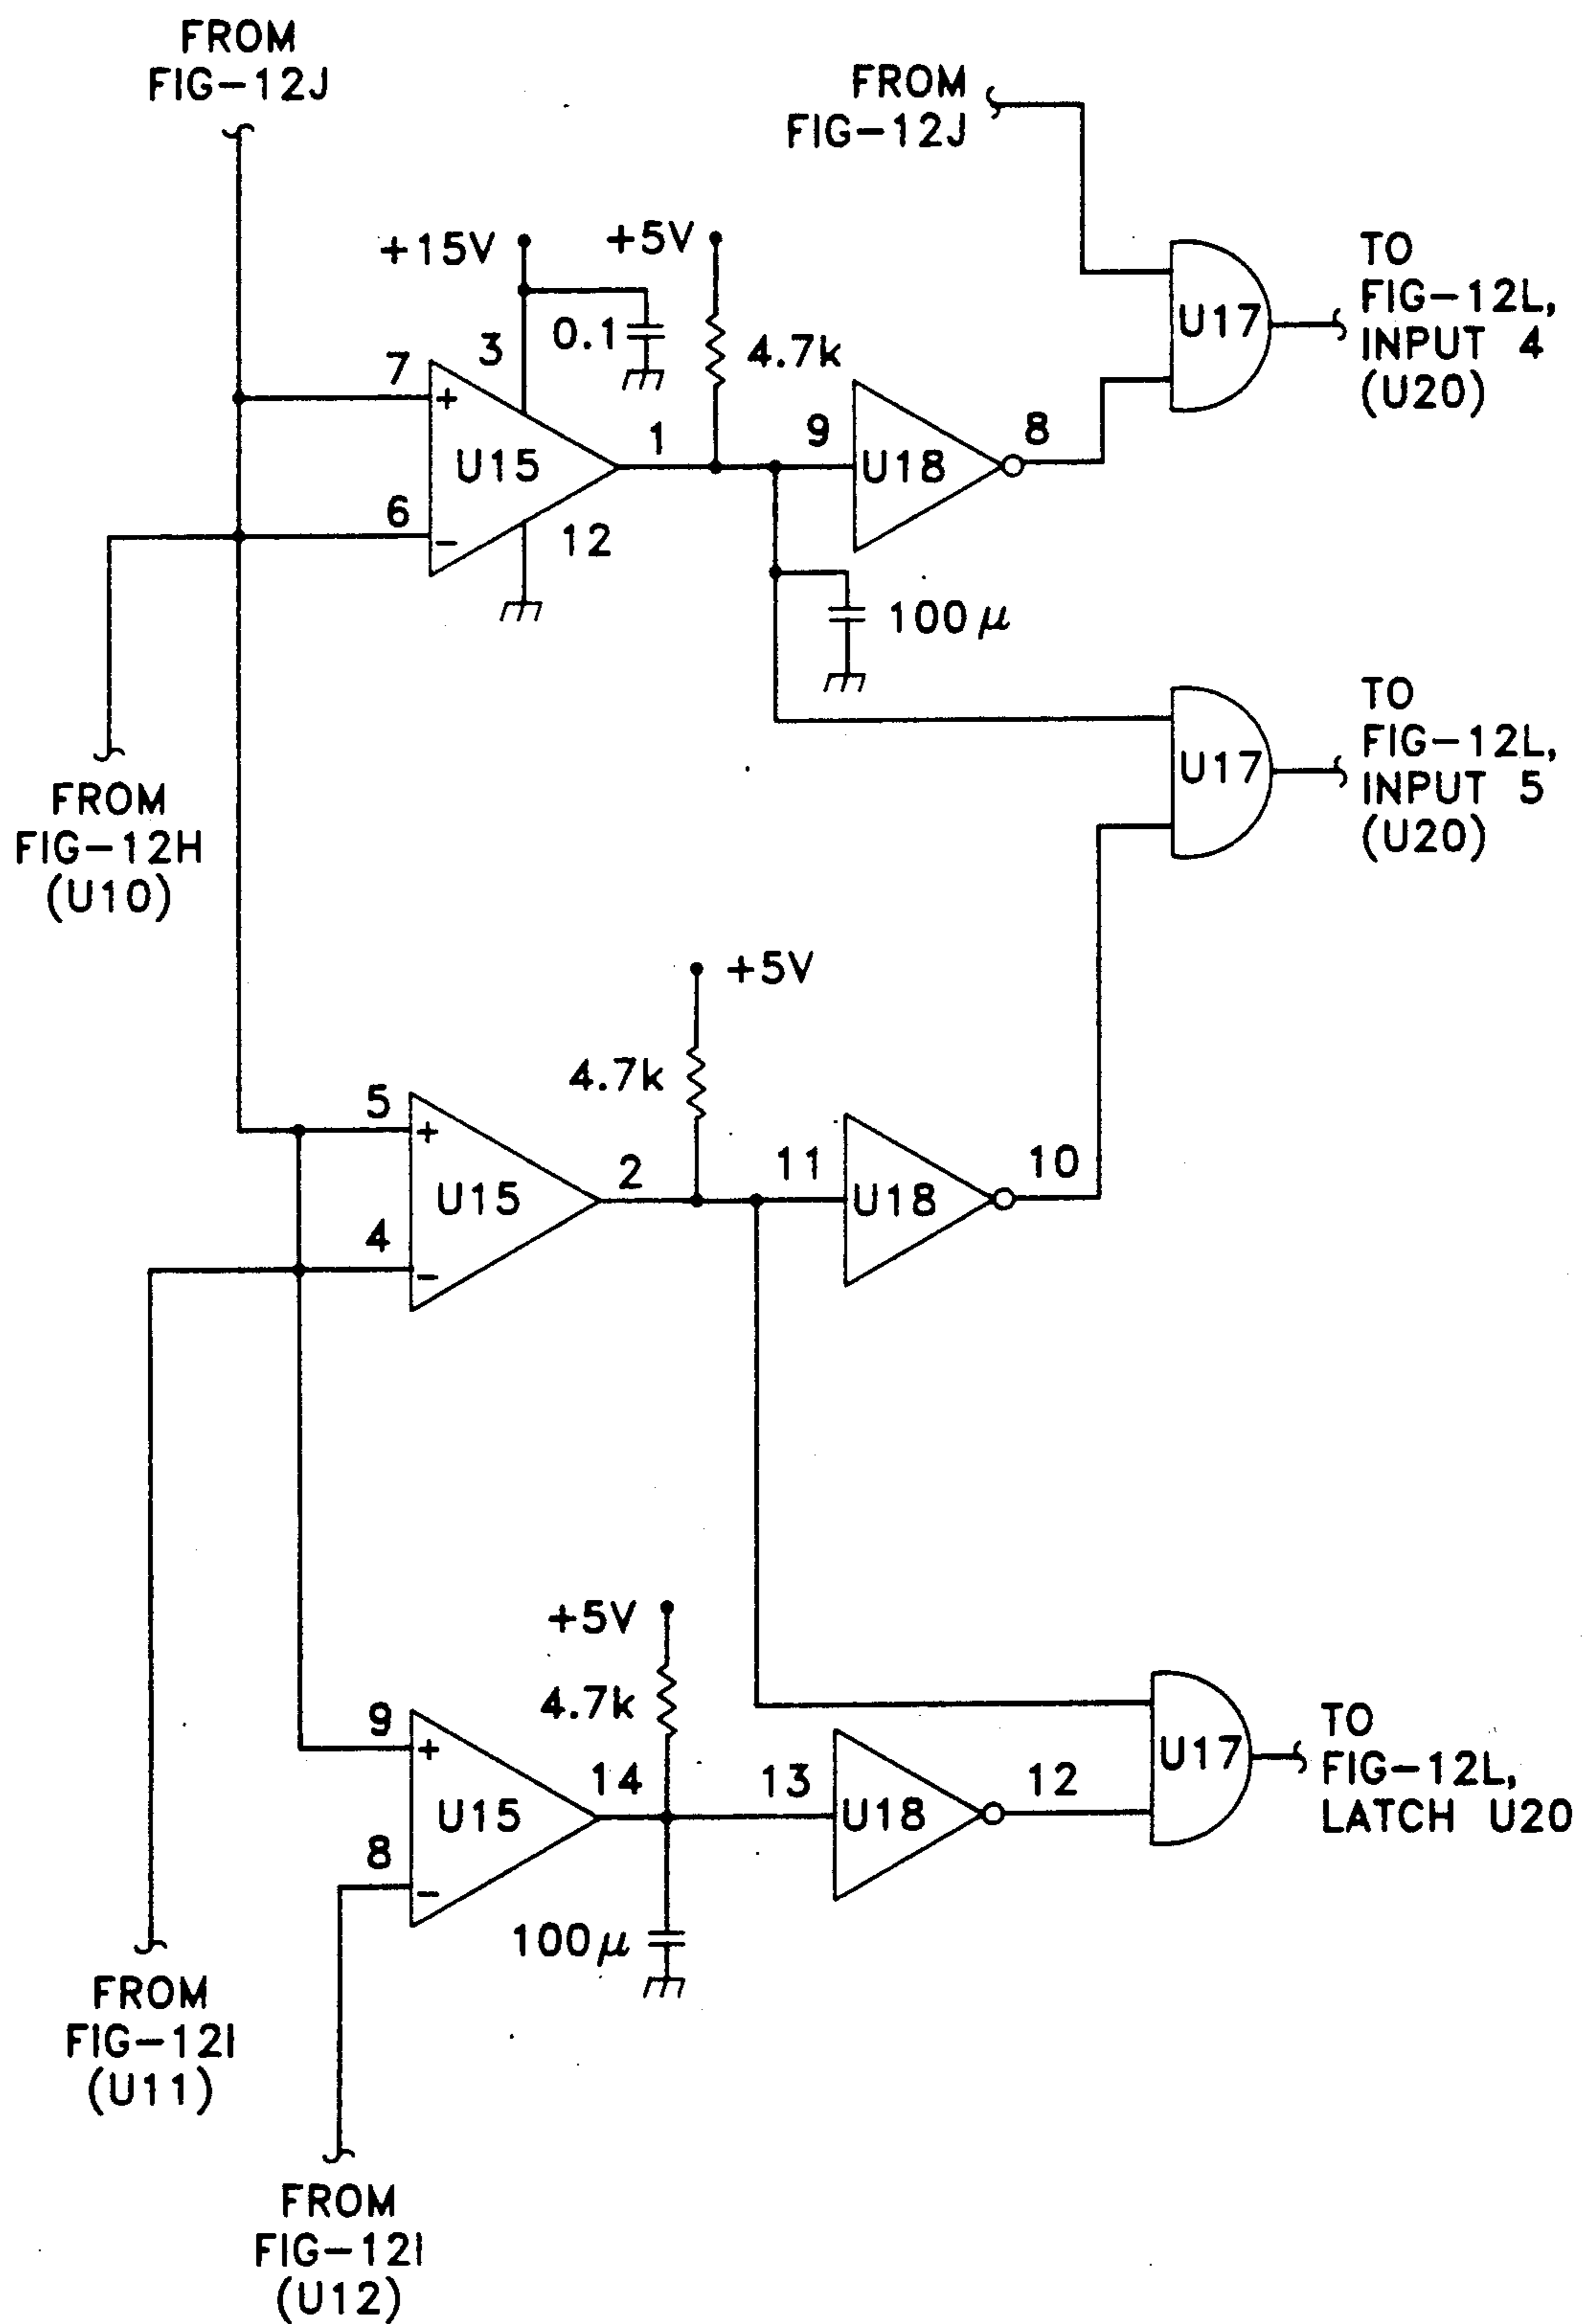 FROM
FIG-12J
FROM
FIG-12J
+15V
+5V
TO
FIG-12L,
INPUT 4
(U20)
U17
0.1
3
4.7k
7
+
U15
1
9
U18
8
6
-
12
100μ
TO
FIG-12L,
INPUT 5
(U20)
U17
FROM
FIG-12H
(U10)
+5V
4.7k
5
+
U15
2
11
U18
10
4
-
+5V
4.7k
9
+
U15
14
13
U18
12
U17
TO
FIG-12L,
LATCH U20
8
-
100μ
FROM
FIG-12I
(U11)
FROM
FIG-12I
(U12)